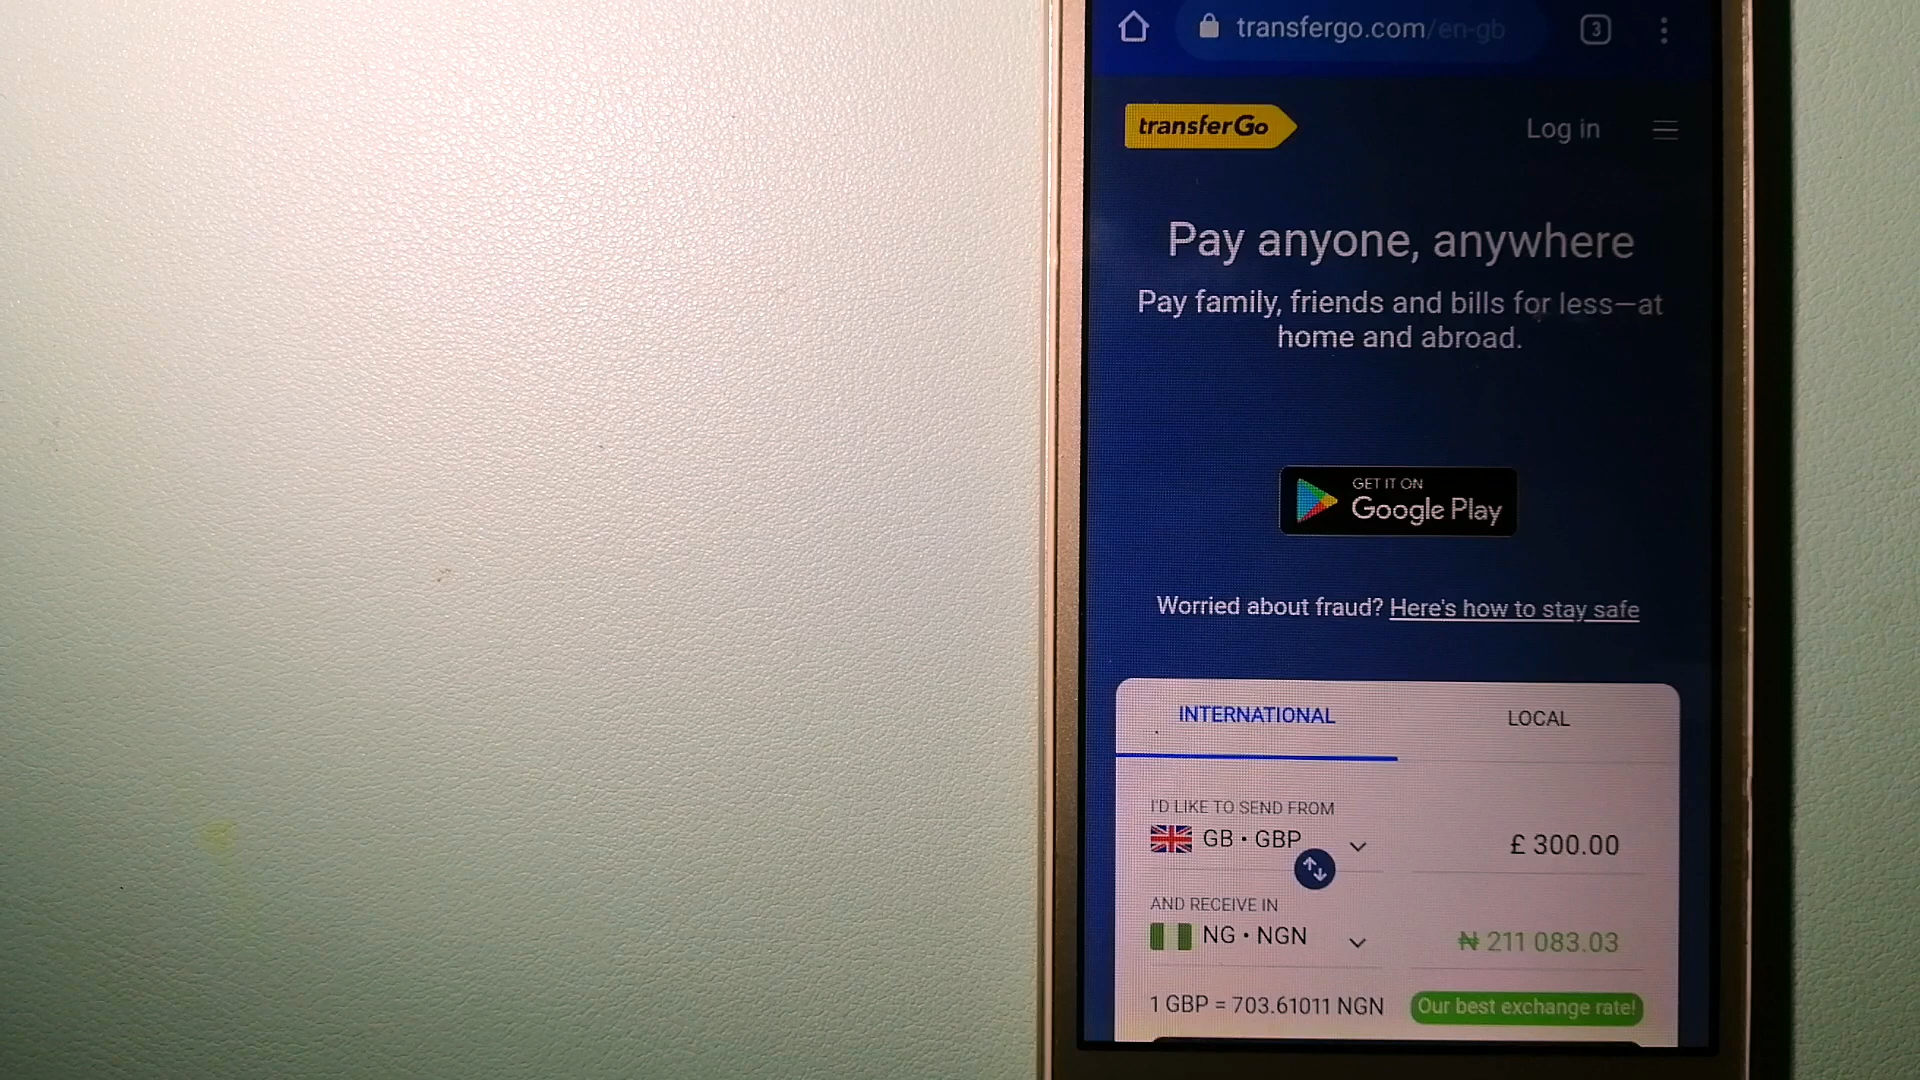 transfergo.com/en-gb
3
transferGo
Log in
Pay anyone, anywhere
Pay family, friends and bills for less—at
home and abroad.
GET IT ON
Google Play
Worried about fraud? Here's how to stay safe
INTERNATIONAL
LOCAL
I'D LIKE TO SEND FROM
GB • GBP
£ 300.00
AND RECEIVE IN
NG • NGN
₦ 211 083.03
1 GBP = 703.61011 NGN
Our best exchange rate!